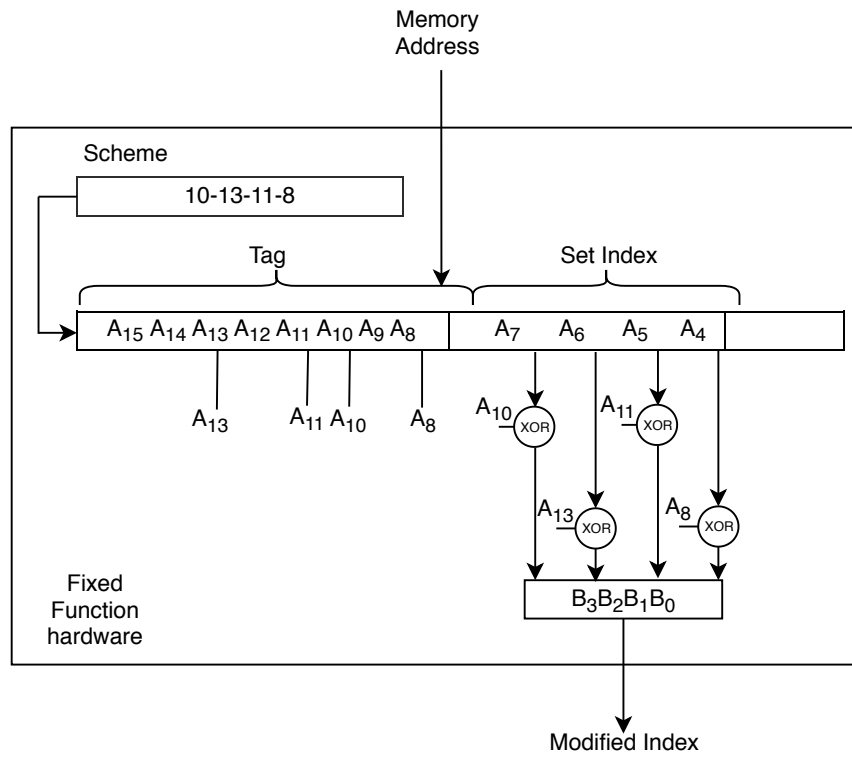 Memory
Address
Scheme
10-13-11-8
Tag
Set Index
A₁₅ A₁₄ A₁₃ A₁₂ A₁₁ A₁₀ A₉ A₈
A₇ A₆ A₅ A₄
A₁₃ A₁₁ A₁₀ A₈
A₁₀ XOR
A₁₁ XOR
A₁₃ XOR
A₈ XOR
B₃B₂B₁B₀
Fixed
Function
hardware
Modified Index